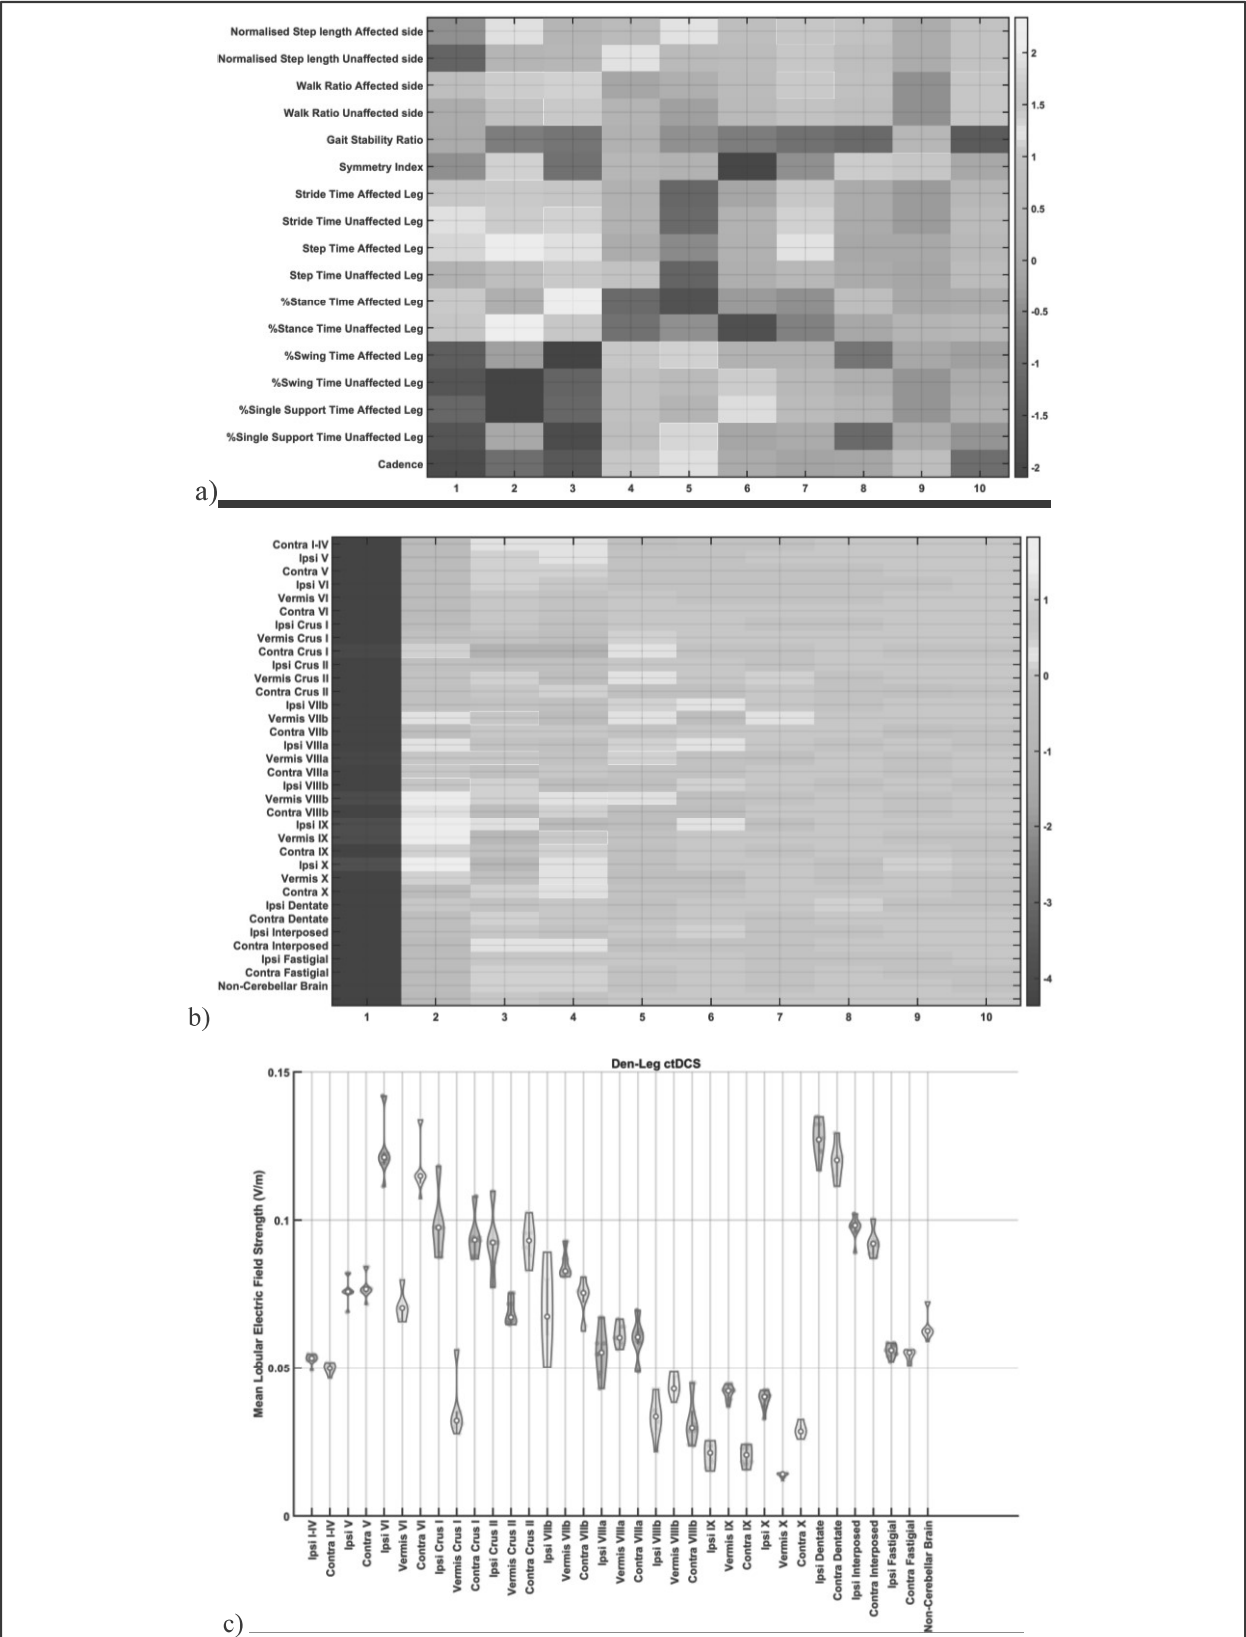 Normalised Step length Affected side
Normalised Step length Unaffected side
Walk Ratio Affected side
Walk Ratio Unaffected side
Gait Stability Ratio
Symmetry Index
Stride Time Affected Leg
Stride Time Unaffected Leg
Step Time Affected Leg
Step Time Unaffected Leg
%Stance Time Affected Leg
%Stance Time Unaffected Leg
%Swing Time Affected Leg
%Swing Time Unaffected Leg
%Single Support Time Affected Leg
%Single Support Time Unaffected Leg
Cadence
1 2 3 4 5 6 7 8 9 10
2
1.5
1
0.5
0
-0.5
-1
-1.5
-2
a)
Contra I-IV
Ipsi V
Contra V
Ipsi VI
Vermis VI
Contra VI
Ipsi Crus I
Vermis Crus I
Contra Crus I
Ipsi Crus II
Vermis Crus II
Contra Crus II
Ipsi VIIb
Vermis VIIb
Contra VIIb
Ipsi VIIIa
Vermis VIIIa
Contra VIIIa
Ipsi VIIIb
Vermis VIIIb
Contra VIIIb
Ipsi IX
Vermis IX
Contra IX
Ipsi X
Vermis X
Contra X
Ipsi Dentate
Contra Dentate
Ipsi Interposed
Contra Interposed
Ipsi Fastigial
Contra Fastigial
Non-Cerebellar Brain
1 2 3 4 5 6 7 8 9 10
1
0
-1
-2
-3
-4
b)
Den-Leg ctDCS
Mean Lobular Electric Field Strength (V/m)
0.15
0.1
0.05
0
Ipsi I-IV
Contra I-IV
Ipsi V
Contra V
Ipsi VI
Vermis VI
Contra VI
Ipsi Crus I
Vermis Crus I
Contra Crus I
Ipsi Crus II
Vermis Crus II
Contra Crus II
Ipsi VIIb
Vermis VIIb
Contra VIIb
Ipsi VIIIa
Vermis VIIIa
Contra VIIIa
Ipsi VIIIb
Vermis VIIIb
Contra VIIIb
Ipsi IX
Vermis IX
Contra IX
Ipsi X
Vermis X
Contra X
Ipsi Dentate
Contra Dentate
Ipsi Interposed
Contra Interposed
Ipsi Fastigial
Contra Fastigial
Non-Cerebellar Brain
c)